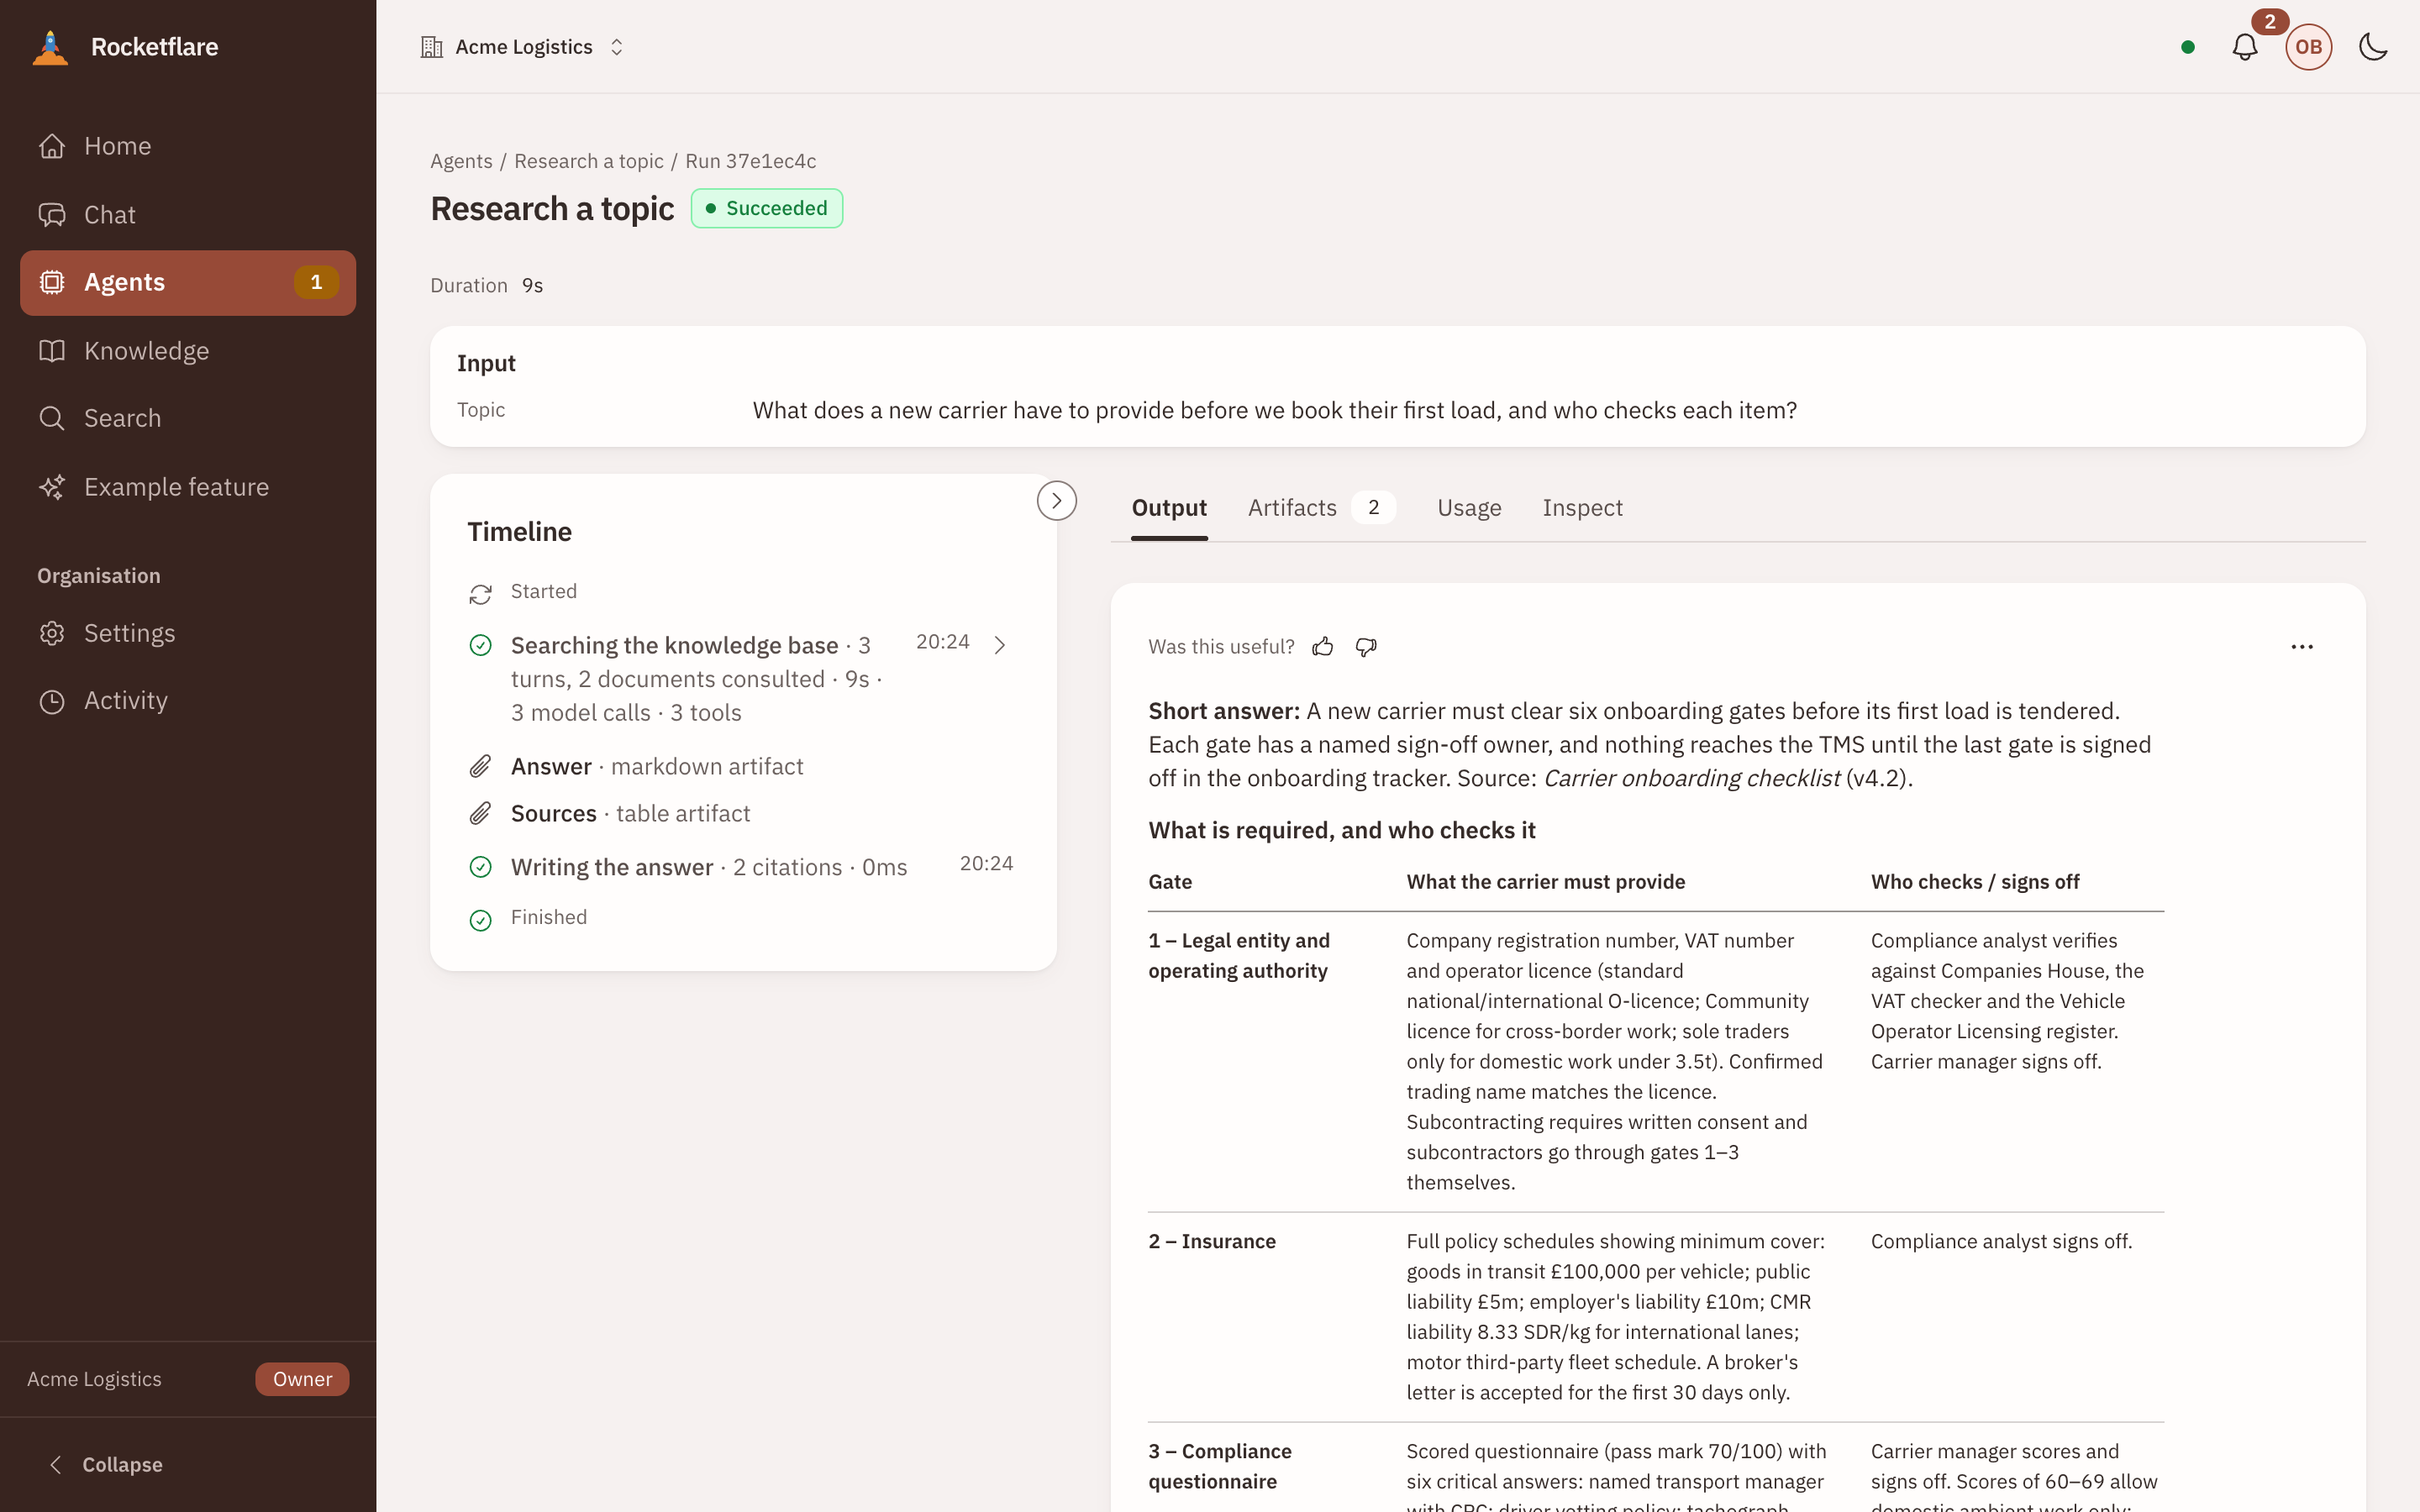 Rocketflare
Home
Chat
Agents 1
Knowledge
Search
Example feature
Organisation
Settings
Activity
Acme Logistics Owner
Collapse
Acme Logistics
2
OB
Agents / Research a topic / Run 37e1ec4c
Research a topic Succeeded
Duration 9s
Input
Topic What does a new carrier have to provide before we book their first load, and who checks each item?
Timeline
Started
Searching the knowledge base · 3 20:24
turns, 2 documents consulted · 9s ·
3 model calls · 3 tools
Answer · markdown artifact
Sources · table artifact
Writing the answer · 2 citations · 0ms 20:24
Finished
Output Artifacts 2 Usage Inspect
Was this useful?
Short answer: A new carrier must clear six onboarding gates before its first load is tendered.
Each gate has a named sign-off owner, and nothing reaches the TMS until the last gate is signed
off in the onboarding tracker. Source: Carrier onboarding checklist (v4.2).
What is required, and who checks it
Gate What the carrier must provide Who checks / signs off
1 – Legal entity and
operating authority
Company registration number, VAT number
and operator licence (standard
national/international O-licence; Community
licence for cross-border work; sole traders
only for domestic work under 3.5t). Confirmed
trading name matches the licence.
Subcontracting requires written consent and
subcontractors go through gates 1–3
themselves.
Compliance analyst verifies
against Companies House, the
VAT checker and the Vehicle
Operator Licensing register.
Carrier manager signs off.
2 – Insurance
Full policy schedules showing minimum cover:
goods in transit £100,000 per vehicle; public
liability £5m; employer's liability £10m; CMR
liability 8.33 SDR/kg for international lanes;
motor third-party fleet schedule. A broker's
letter is accepted for the first 30 days only.
Compliance analyst signs off.
3 – Compliance
questionnaire
Scored questionnaire (pass mark 70/100) with
six critical answers: named transport manager
with CPC; driver vetting policy; tachograph
Carrier manager scores and
signs off. Scores of 60–69 allow
domestic ambient work only;